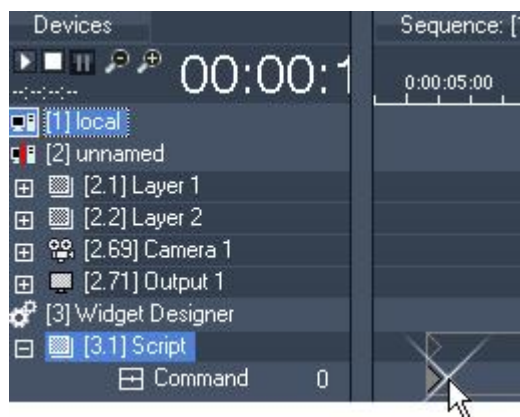 Devices
Sequence: [
00:00:1
0:00:05:00
--:--:--:--
[1] local
[2] unnamed
[2.1] Layer 1
[2.2] Layer 2
[2.69] Camera 1
[2.71] Output 1
[3] Widget Designer
[3.1] Script
Command 0